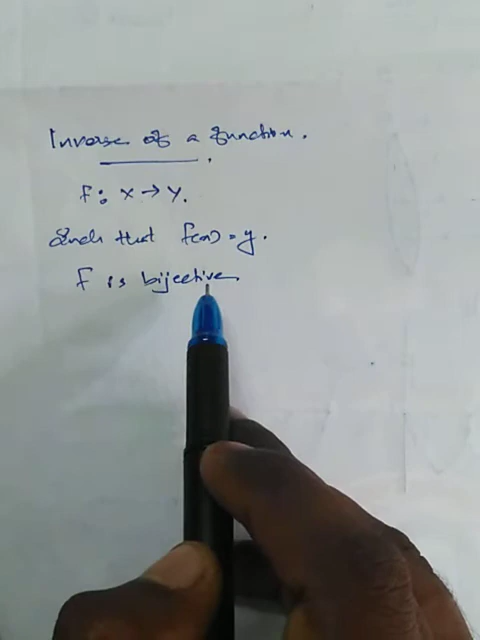 Inverse of a function.
f: X → Y.
Such that f(x) = y.
f is bijective